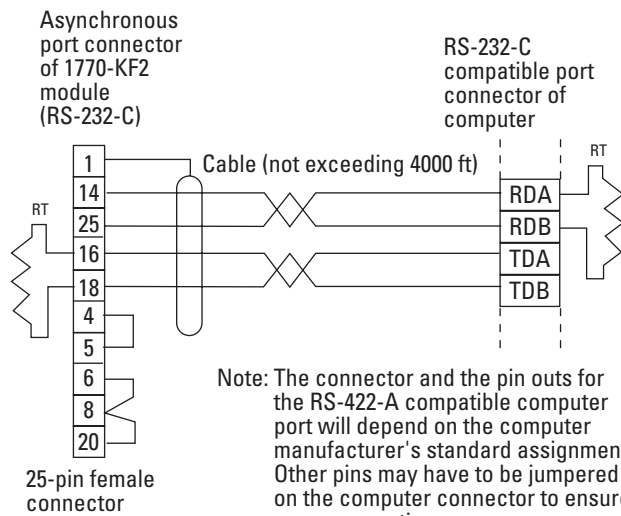 Asynchronous
port connector
of 1770-KF2
module
(RS-232-C)
RS-232-C
compatible port
connector of
computer
Cable (not exceeding 4000 ft)
RT
RT
1
14
25
16
18
4
5
6
8
20
RDA
RDB
TDA
TDB
25-pin female
connector
Note: The connector and the pin outs for
the RS-422-A compatible computer
port will depend on the computer
manufacturer's standard assignmen
Other pins may have to be jumpered
on the computer connector to ensure